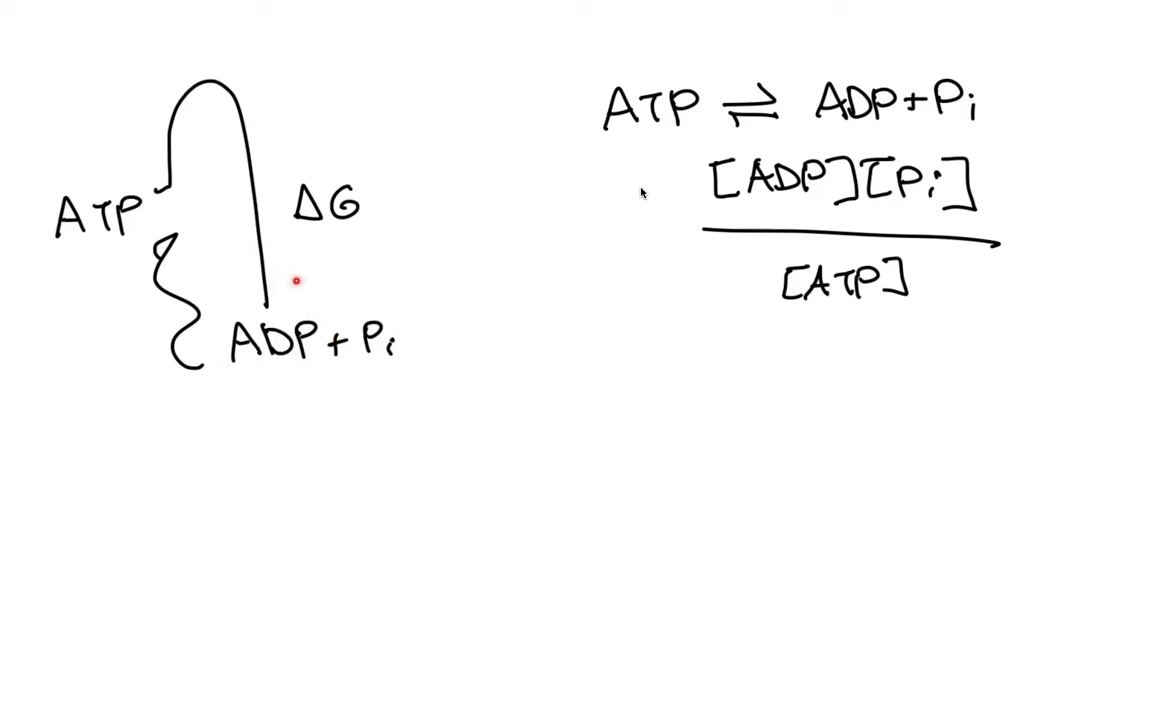 ATP
ΔG
ADP + Pi
ATP ⇌ ADP + Pi
[ADP][Pi]
[ATP]